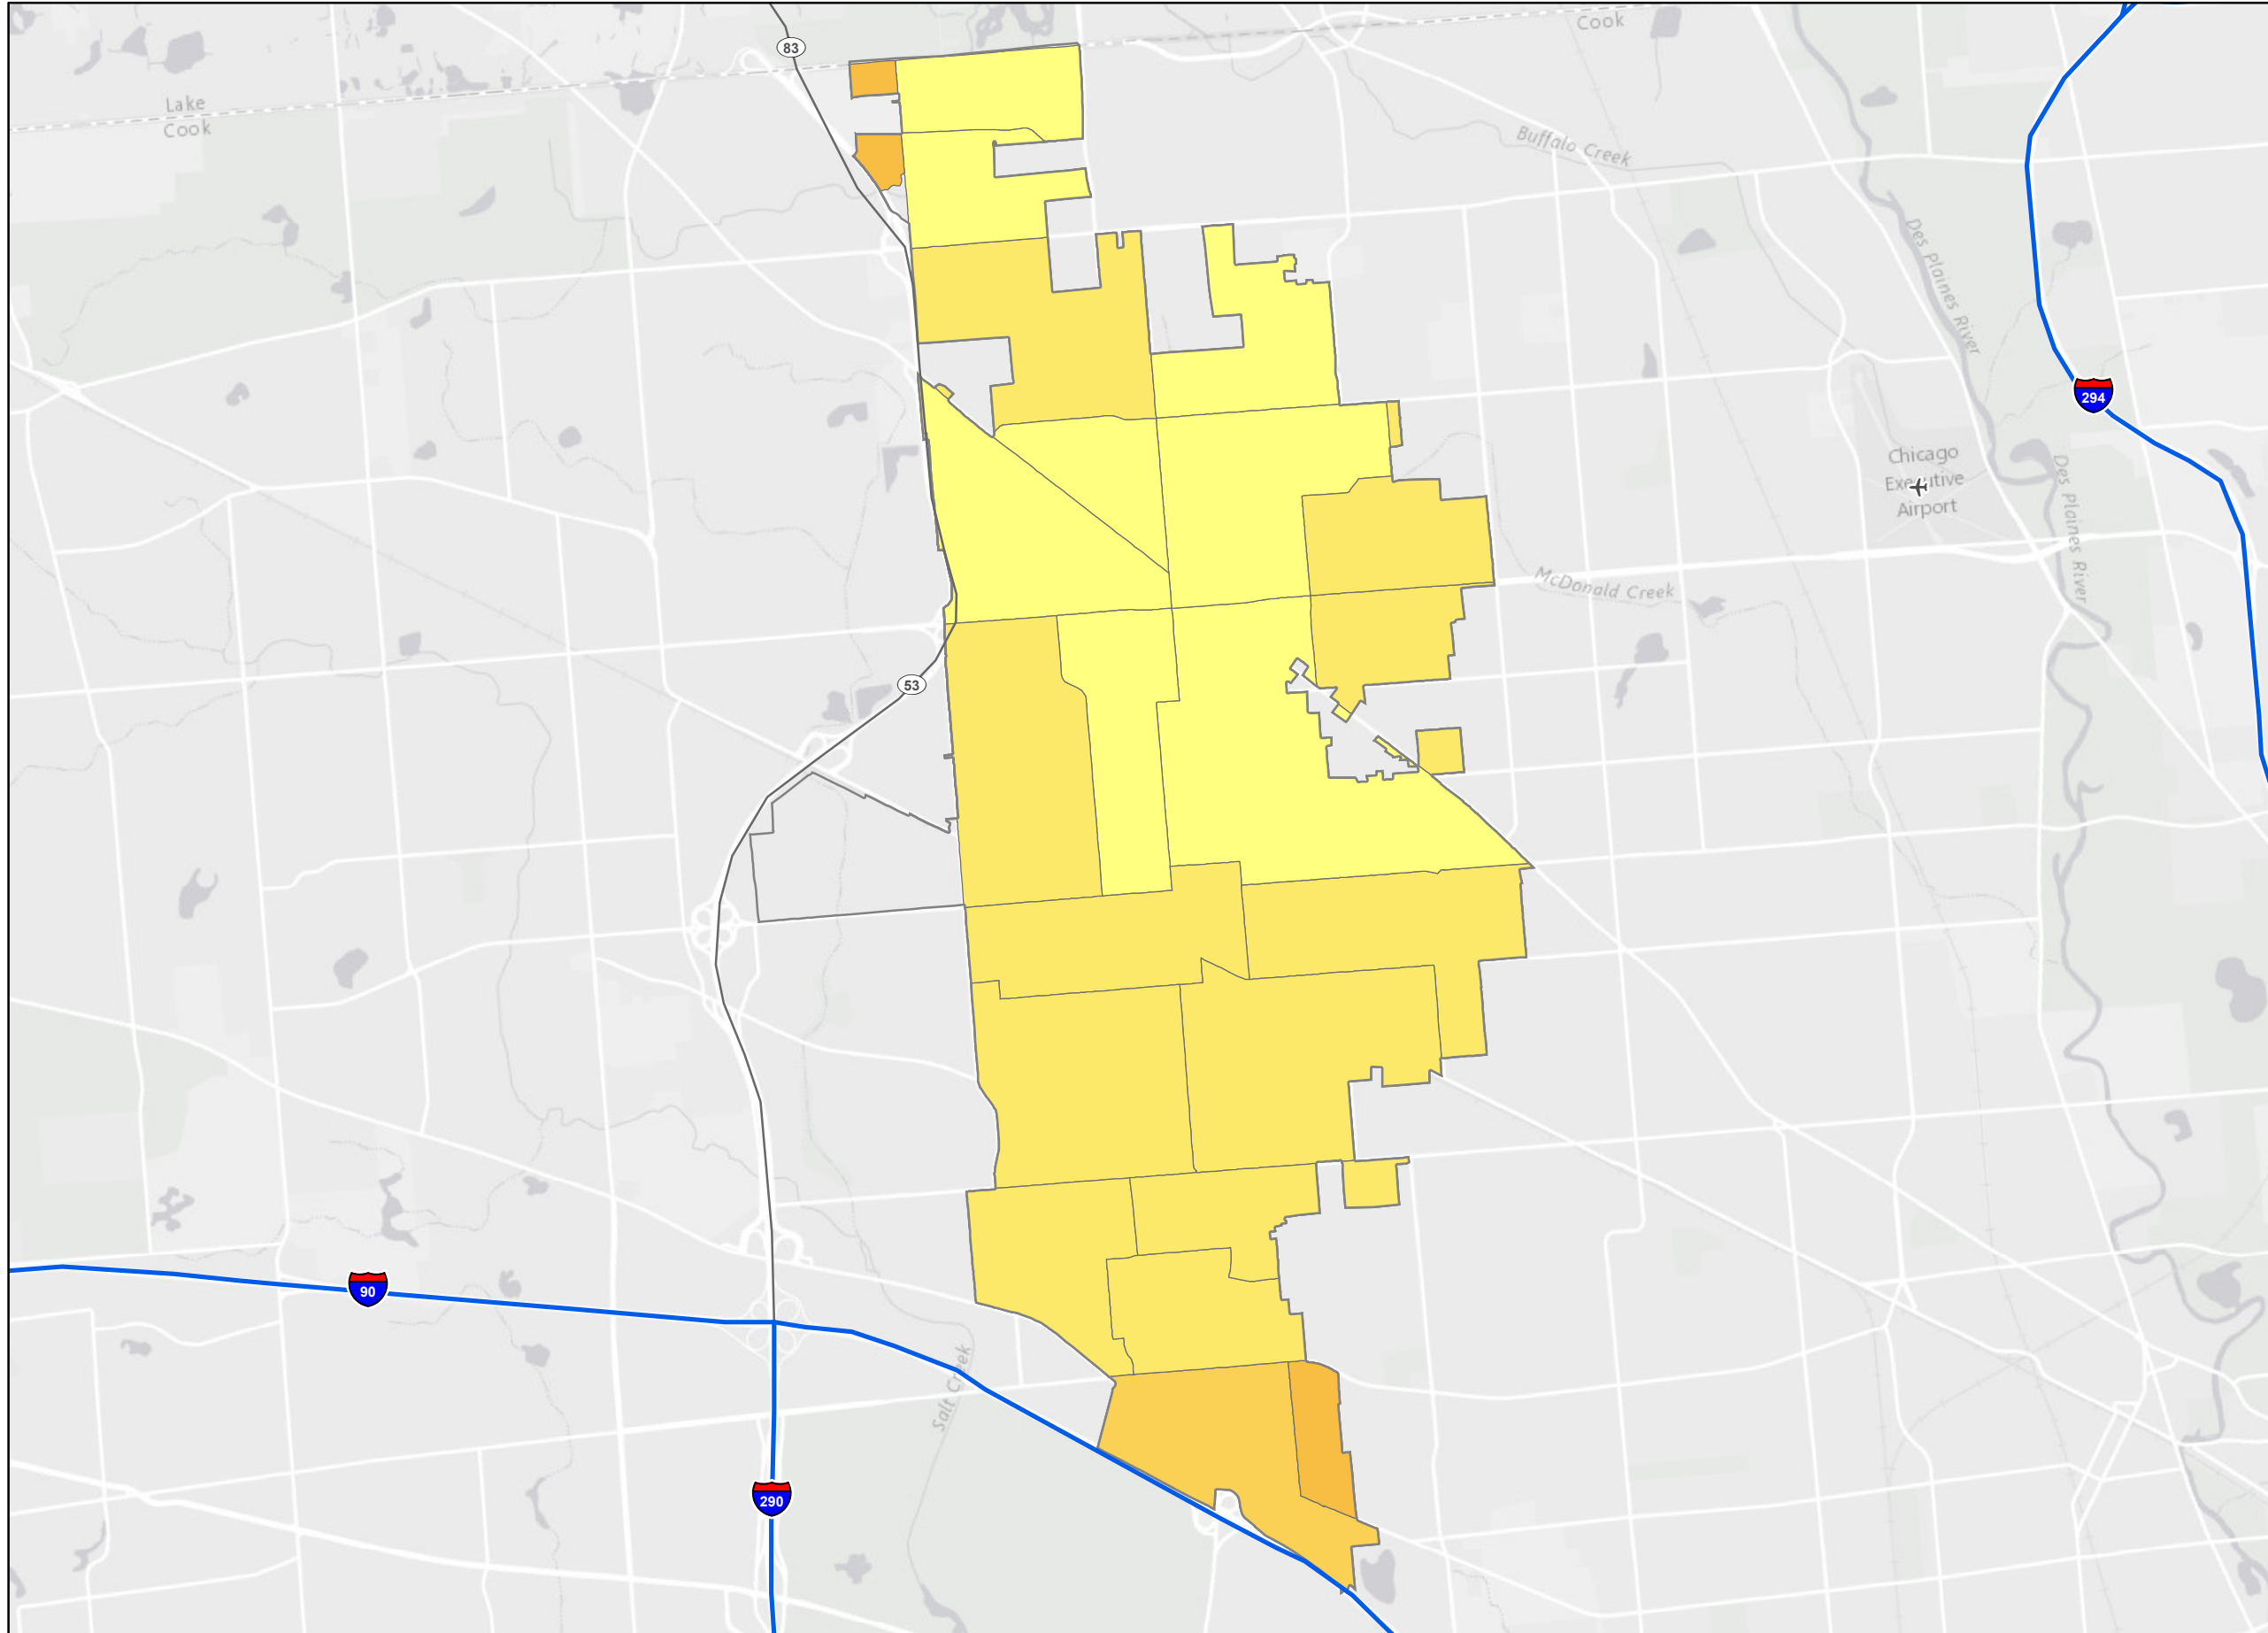 Cook
83
Lake
Cook
Buffalo Creek
Des Plaines River
294
Chicago
Executive
Airport
Des Plaines River
McDonald Creek
53
90
Salt Creek
290